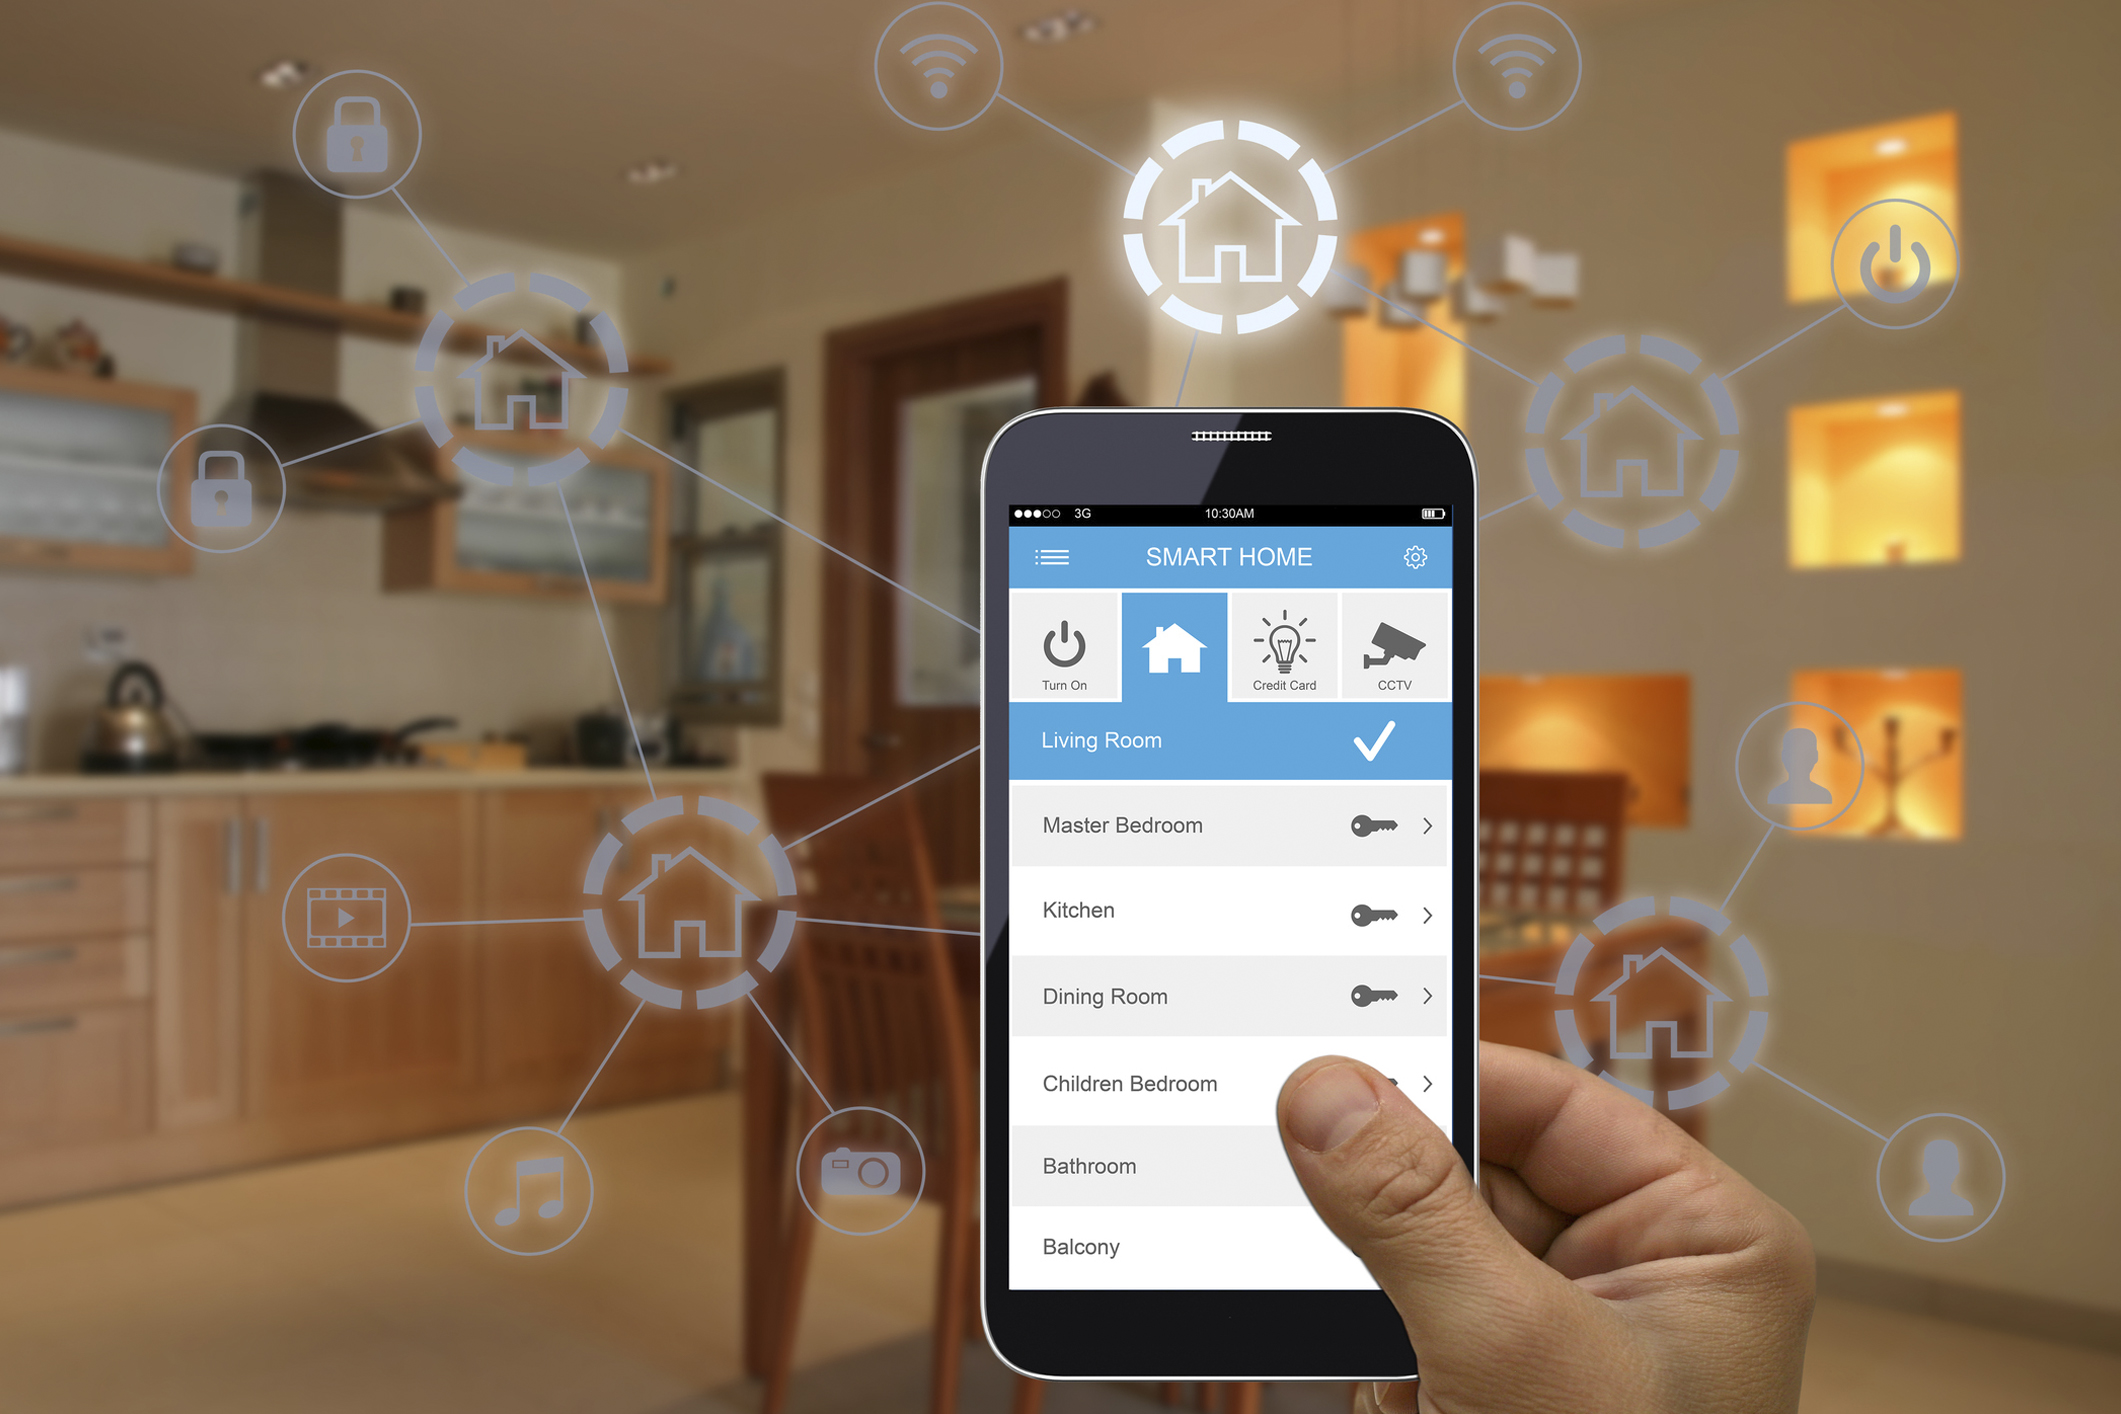 3G 10:30AM
SMART HOME
Turn On Credit Card CCTV
Living Room
Master Bedroom
Kitchen
Dining Room
Children Bedroom
Bathroom
Balcony